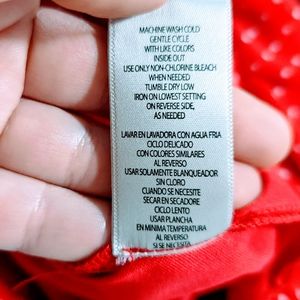 MACHINE WASH COLD
GENTLE CYCLE
WITH LIKE COLORS
INSIDE OUT
USE ONLY NON-CHLORINE BLEACH
WHEN NEEDED
TUMBLE DRY LOW
IRON ON LOWEST SETTING
ON REVERSE SIDE,
AS NEEDED
LAVAR EN LAVADORA CON AGUA FRIA
CICLO DELICADO
CON COLORES SIMILARES
AL REVERSO
USAR SOLAMENTE BLANQUEADOR
SIN CLORO
CUANDO SE NECESITE
SECAR EN SECADORE
CICLO LENTO
USAR PLANCHA
EN MINIMA TEMPERATURA
AL REVERSO
SI SE NECESITA